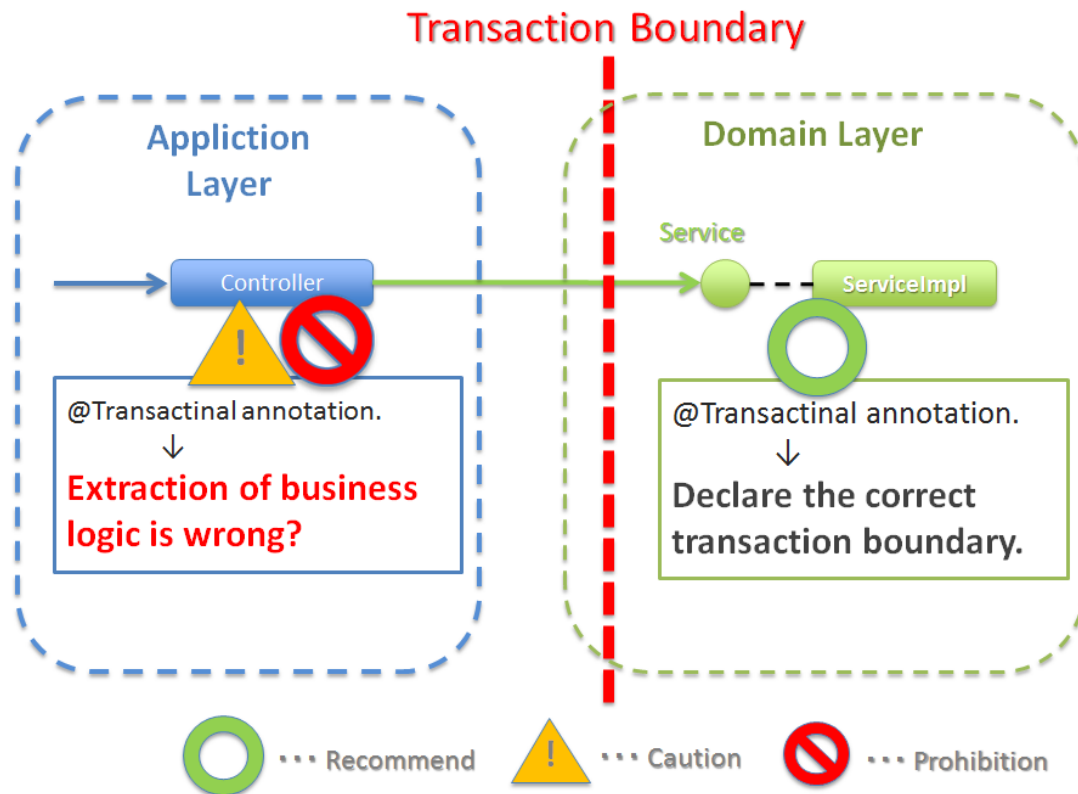 Transaction Boundary
Appliction
Layer
Domain Layer
Service
Controller
ServiceImpl
!
@Transactinal annotation.
↓
Extraction of business
logic is wrong?
@Transactinal annotation.
↓
Declare the correct
transaction boundary.
··· Recommend
! ··· Caution
··· Prohibition